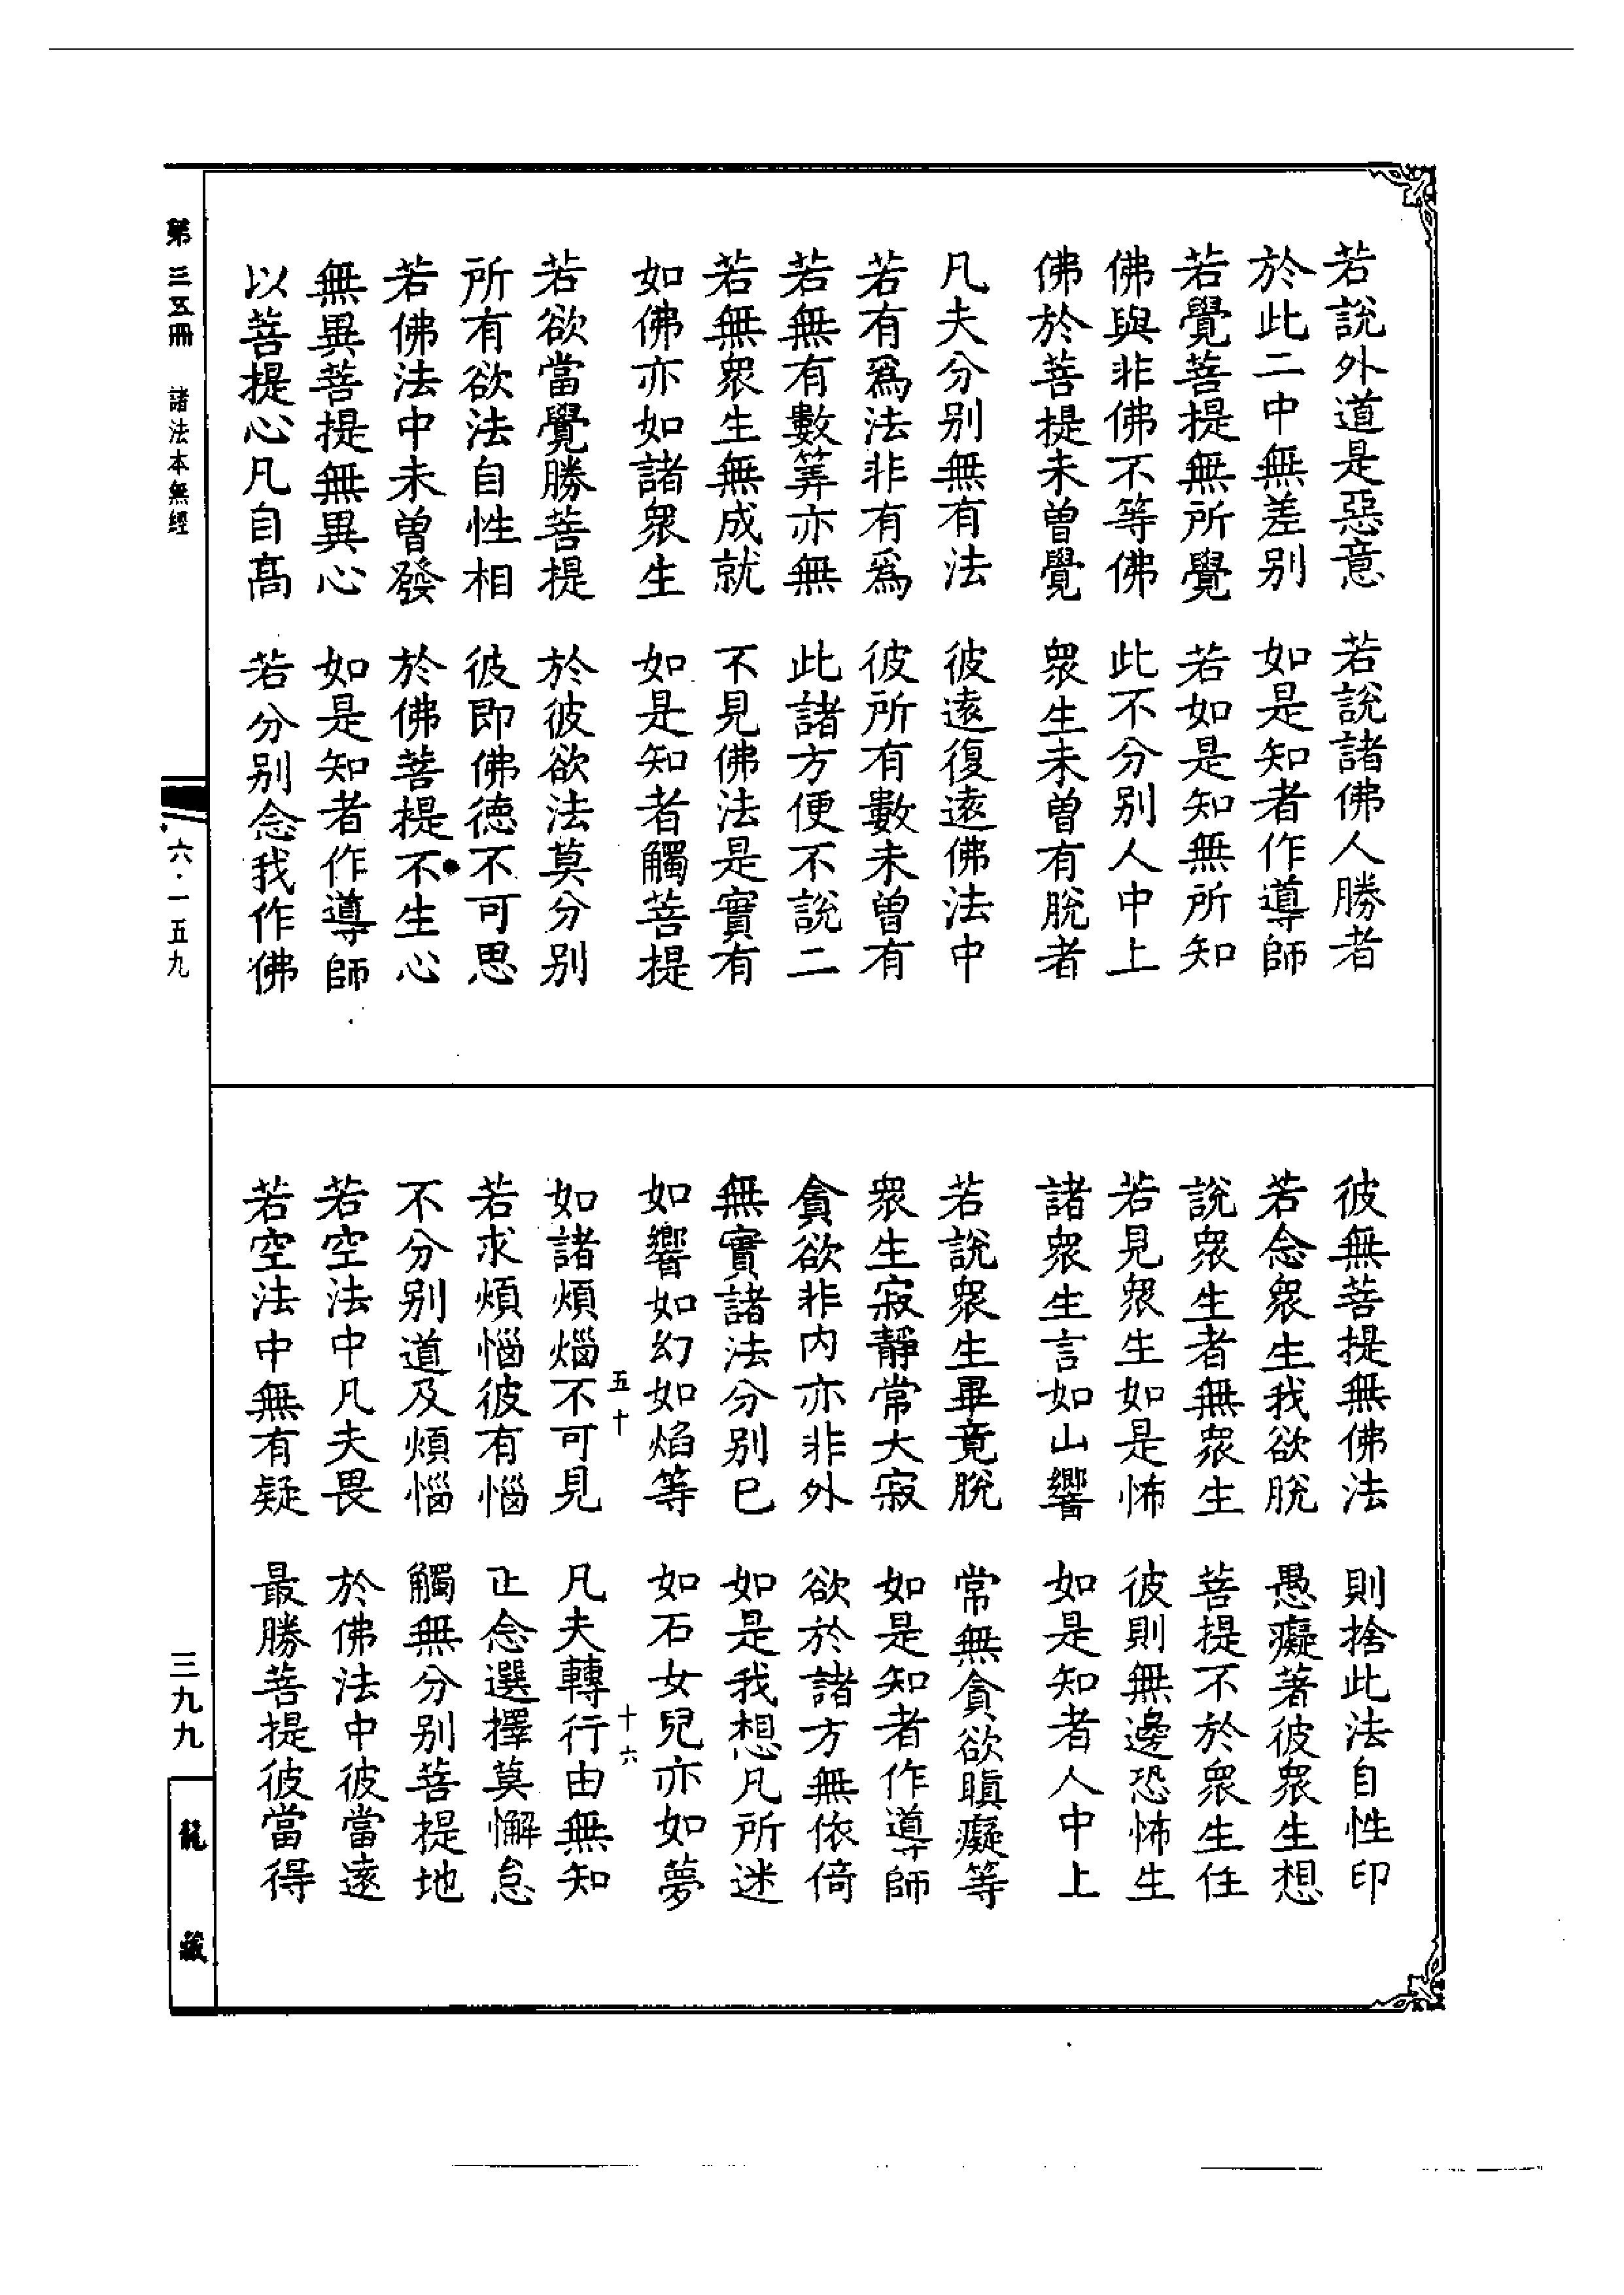 若說外道是惡意　若說諸佛人勝者
於此二中無差别　如是知者作導師
若覺菩提無所覺　若如是知無所知
佛與非佛不等佛　此不分别人中上
佛於菩提未曾覺　衆生未曾有脫者
凡夫分别無有法　彼遠復遠佛法中
若有爲法非有爲　彼所有數未曾有
若無有數筭亦無　此諸方便不說二
若無衆生無成就　不見佛法是實有
如佛亦如諸衆生　如是知者觸菩提
若欲當覺勝菩提　於彼欲法莫分别
所有欲法自性相　彼即佛德不可思
若佛法中未曾發　於佛菩提不生心
無異菩提無異心　如是知者作導師
以菩提心凡自髙　若分别念我作佛
彼無菩提無佛法　則捨此法自性印
若念衆生我欲脫　愚癡著彼衆生想
說衆生者無衆生　菩提不於衆生住
若見衆生如是怖　彼則無邊恐怖生
諸衆生言如山響　如是知者人中上
若說衆生畢竟脫　常無貪欲瞋癡等
衆生寂靜常大寂　如是知者作導師
貪欲非内亦非外　欲於諸方無依倚
無實諸法分别已　如是我想凡所迷
如響如幻如焰等　如石女兒亦如夢
五十　十六
如諸煩惱不可見　凡夫轉行由無知
若求煩惱彼有惱　正念選擇莫懈怠
不分别道及煩惱　觸無分别菩提地
若空法中凡夫畏　於佛法中彼當遠
若空法中無有疑　最勝菩提彼當得
第三五冊　諸法本無經
六·一五九
三九九
龍藏